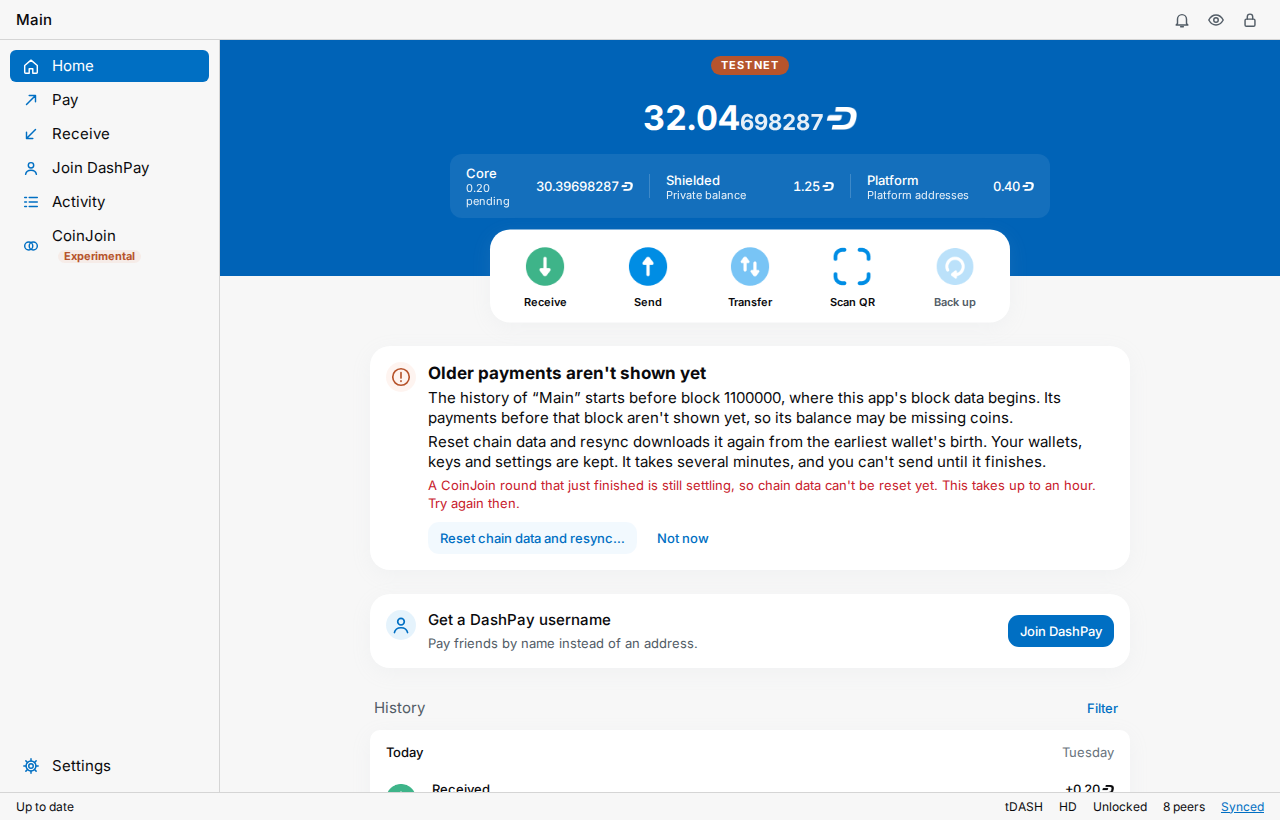 Main
Home
Pay
Receive
Join DashPay
Activity
CoinJoin
Experimental
Settings
TESTNET
32.04698287
Core
0.20
pending
30.39698287
Shielded
Private balance
1.25
Platform
Platform addresses
0.40
Receive
Send
Transfer
Scan QR
Back up
Older payments aren't shown yet
The history of “Main” starts before block 1100000, where this app's block data begins. Its
payments before that block aren't shown yet, so its balance may be missing coins.
Reset chain data and resync downloads it again from the earliest wallet's birth. Your wallets,
keys and settings are kept. It takes several minutes, and you can't send until it finishes.
A CoinJoin round that just finished is still settling, so chain data can't be reset yet. This takes up to an hour.
Try again then.
Reset chain data and resync...
Not now
Get a DashPay username
Pay friends by name instead of an address.
Join DashPay
History
Filter
Today
Tuesday
Received
+0.20
Up to date
tDASH
HD
Unlocked
8 peers
Synced